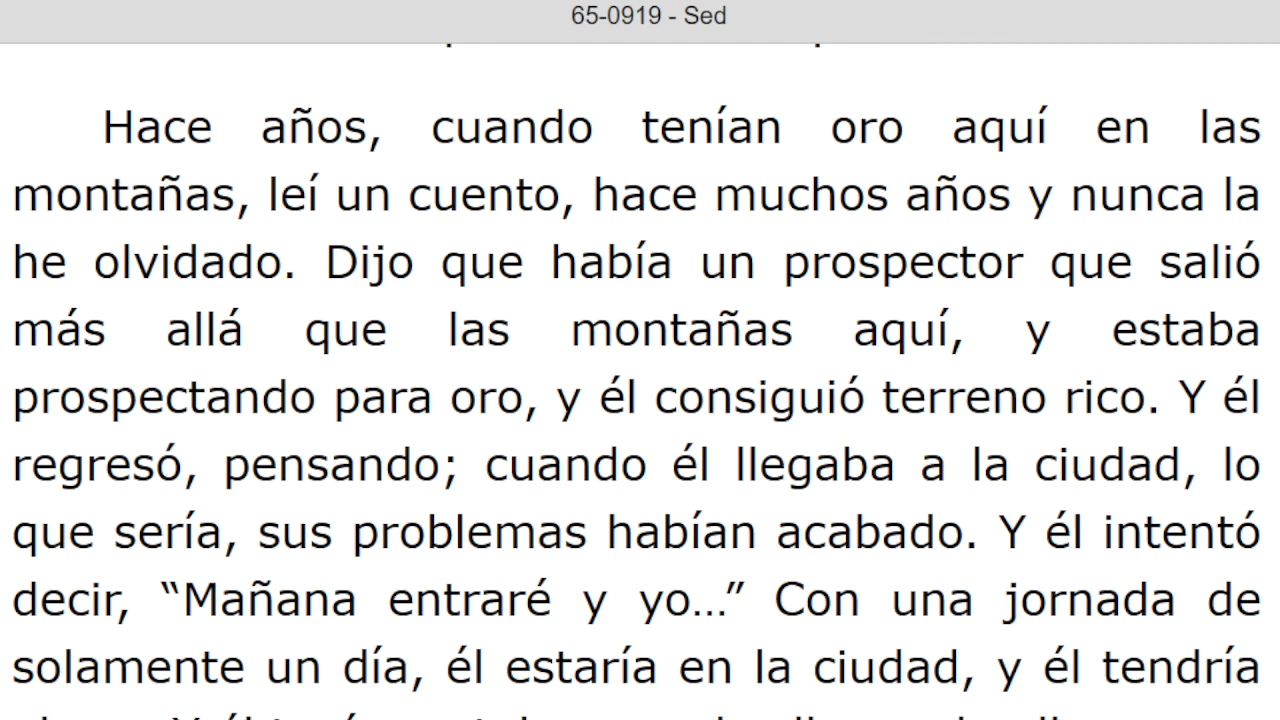 65-0919 - Sed
Hace años, cuando tenían oro aquí en las
montañas, leí un cuento, hace muchos años y nunca la
he olvidado. Dijo que había un prospector que salió
más allá que las montañas aquí, y estaba
prospectando para oro, y él consiguió terreno rico. Y él
regresó, pensando; cuando él llegaba a la ciudad, lo
que sería, sus problemas habían acabado. Y él intentó
decir, “Mañana entraré y yo…” Con una jornada de
solamente un día, él estaría en la ciudad, y él tendría